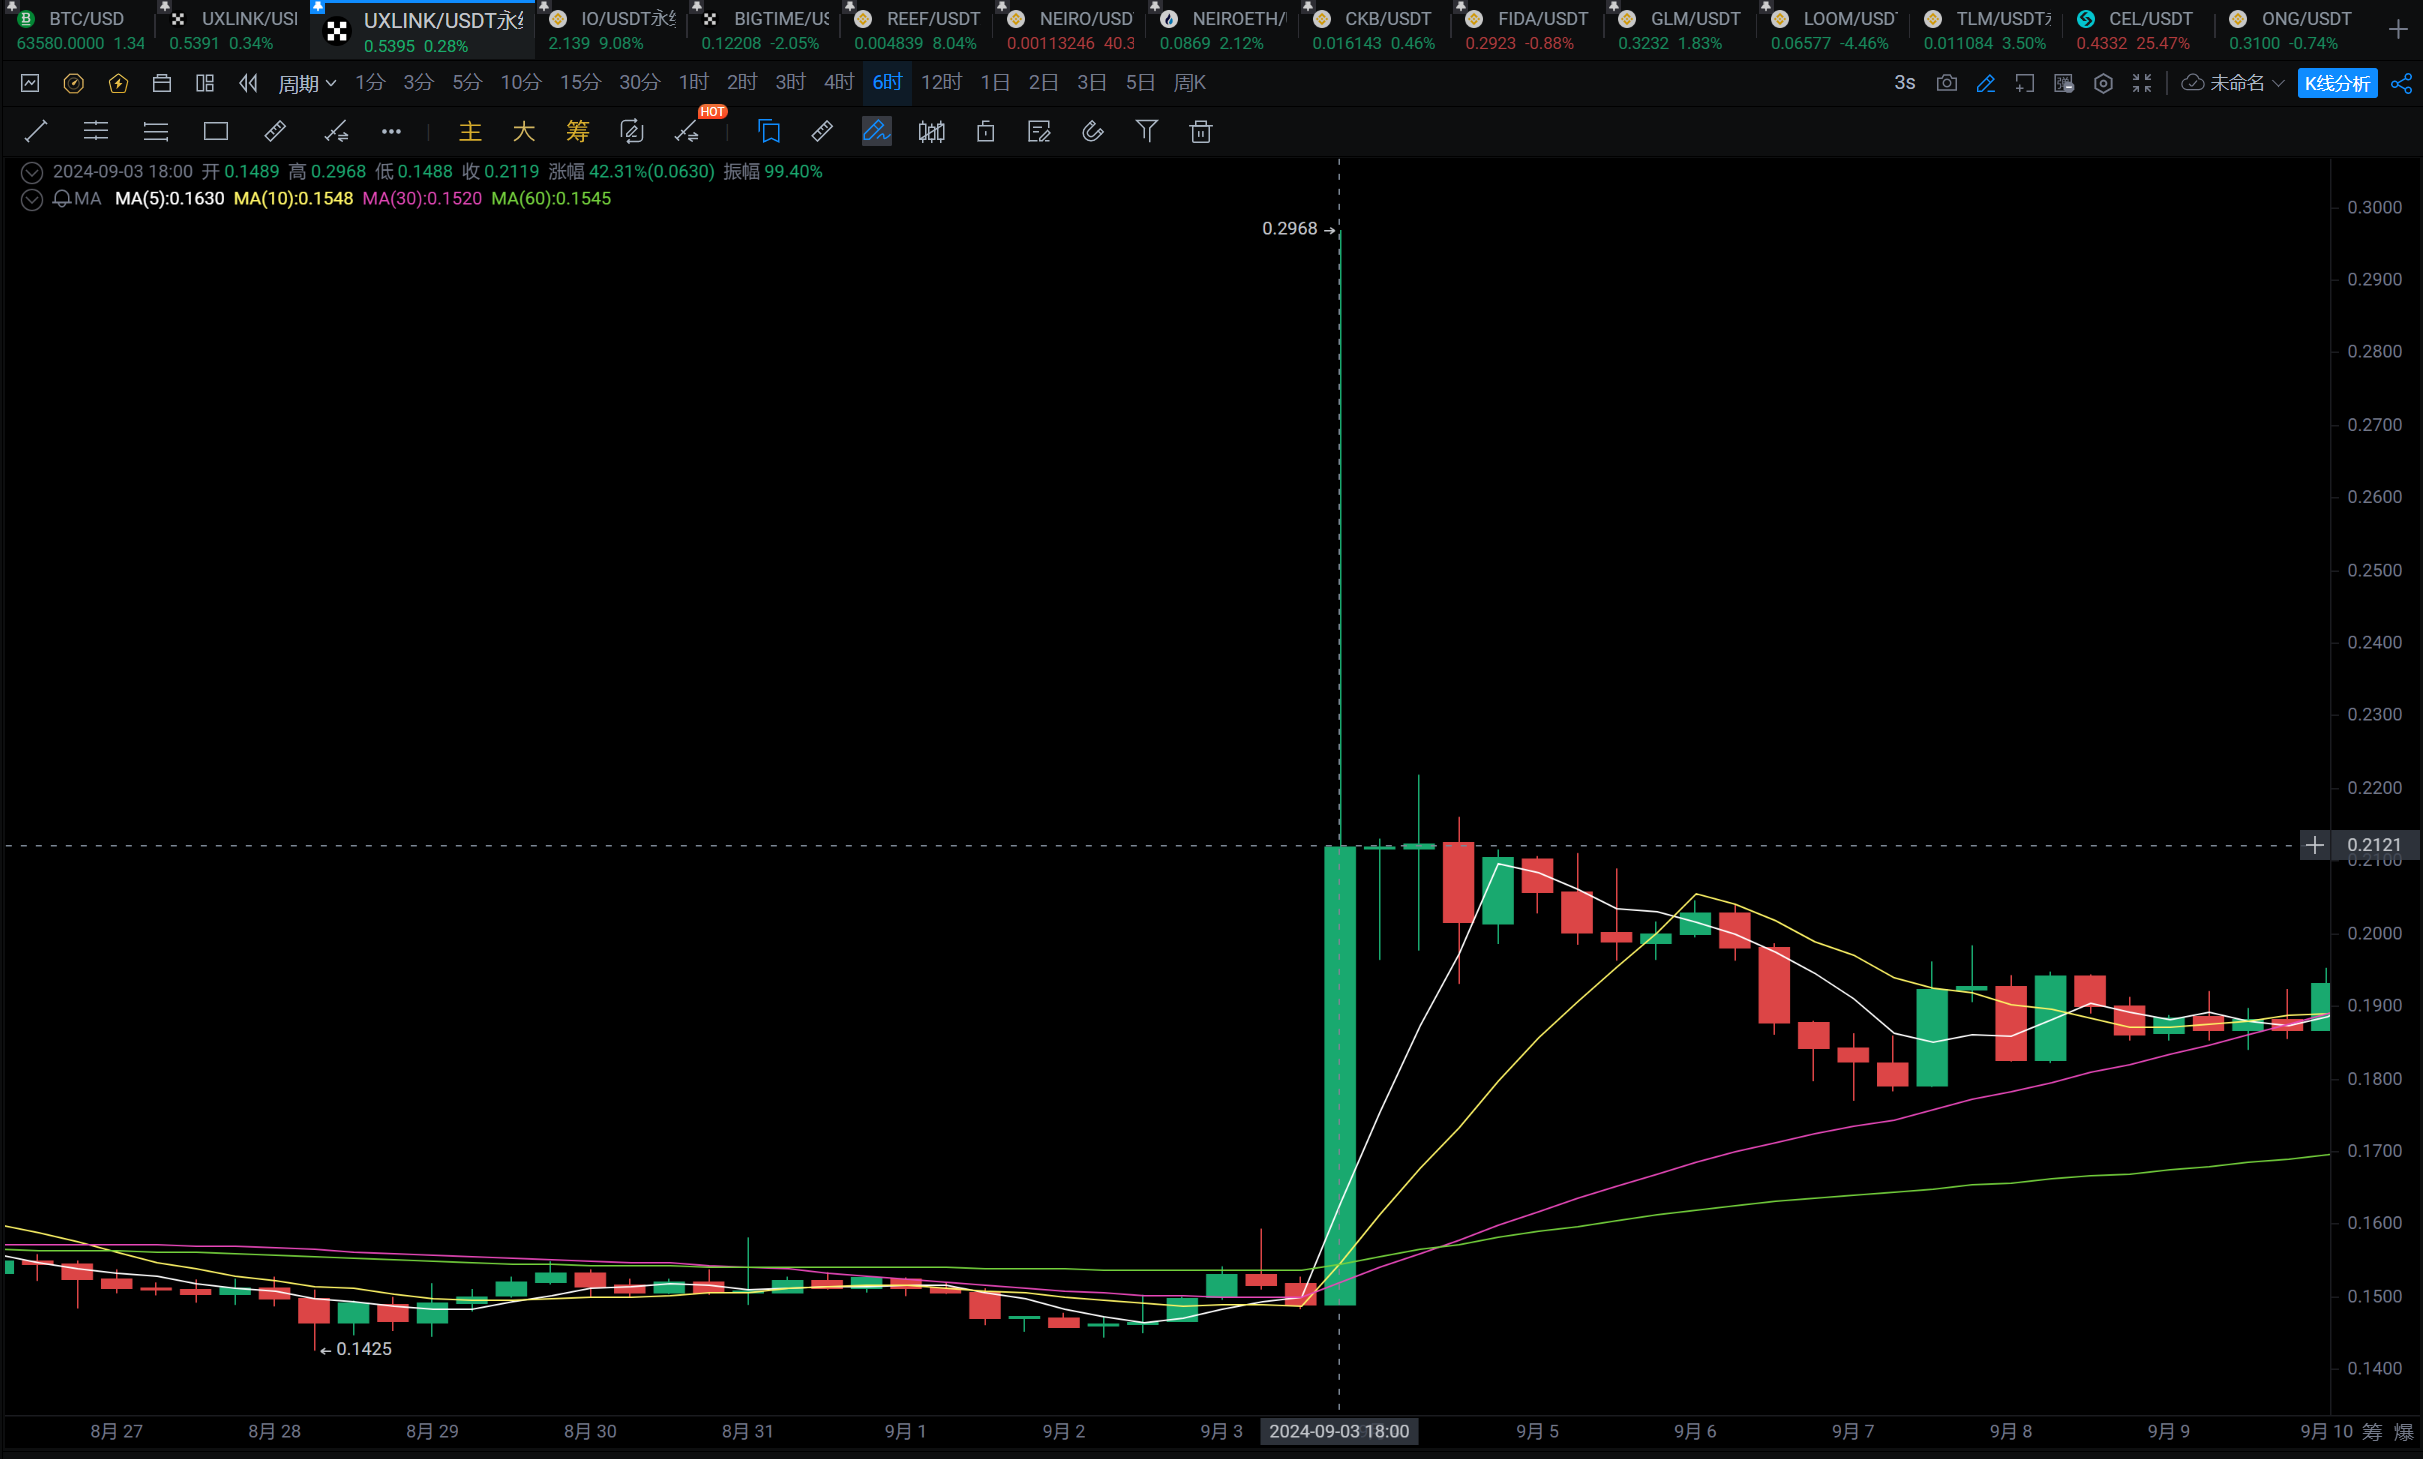 BTC/USD UXLINK/USI UXLINK/USDT永 IO/USDT永 BIGTIME/US REEF/USDT NEIRO/USD NEIROETH/ CKB/USDT FIDA/USDT GLM/USDT LOOM/USD TLM/USDT CEL/USDT ONG/USDT
63580.0000 1.34 0.5391 0.34% 0.5395 0.28% 2.139 9.08% 0.12208 -2.05% 0.004839 8.04% 0.00113246 40.3 0.0869 2.12% 0.016143 0.46% 0.2923 -0.88% 0.3232 1.83% 0.06577 -4.46% 0.011084 3.50% 0.4332 25.47% 0.3100 -0.74%
周期 1分 3分 5分 10分 15分 30分 1时 2时 3时 4时 6时 12时 1日 2日 3日 5日 周K 3s 未命名 K线分析
主 大 筹 HOT
2024-09-03 18:00 开 0.1489 高 0.2968 低 0.1488 收 0.2119 涨幅 42.31%(0.0630) 振幅 99.40%
MA MA(5):0.1630 MA(10):0.1548 MA(30):0.1520 MA(60):0.1545
0.3000
0.2968 →
0.2900
0.2800
0.2700
0.2600
0.2500
0.2400
0.2300
0.2200
0.2121
0.2100
0.2000
0.1900
0.1800
0.1700
0.1600
0.1500
← 0.1425
0.1400
8月 27 8月 28 8月 29 8月 30 8月 31 9月 1 9月 2 9月 3 2024-09-03 18:00 9月 5 9月 6 9月 7 9月 8 9月 9 9月 10 筹 爆